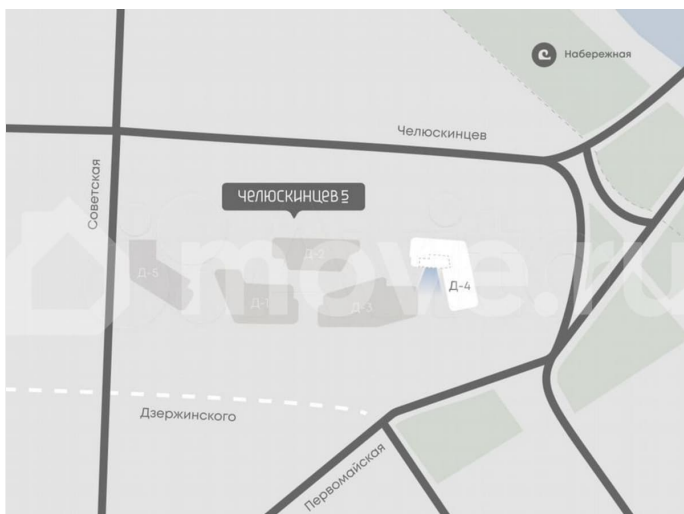 Набережная
Челюскинцев
Советская
ЧЕЛЮСКИНЦЕВ 5
Д-2
Д-5
move.ru
Д-4
Д-1
Д-3
Дзержинского
Первомайская